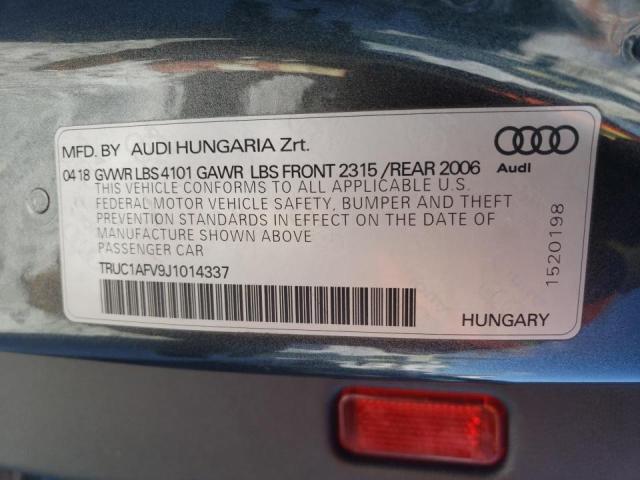 MFD. BY AUDI HUNGARIA Zrt.
04 18 GVWR LBS 4101 GAWR LBS FRONT 2315 /REAR 2006
THIS VEHICLE CONFORMS TO ALL APPLICABLE U.S.
FEDERAL MOTOR VEHICLE SAFETY, BUMPER AND THEFT
PREVENTION STANDARDS IN EFFECT ON THE DATE OF
MANUFACTURE SHOWN ABOVE
PASSENGER CAR
TRUC1AFV9J1014337
Audi
1520198
HUNGARY